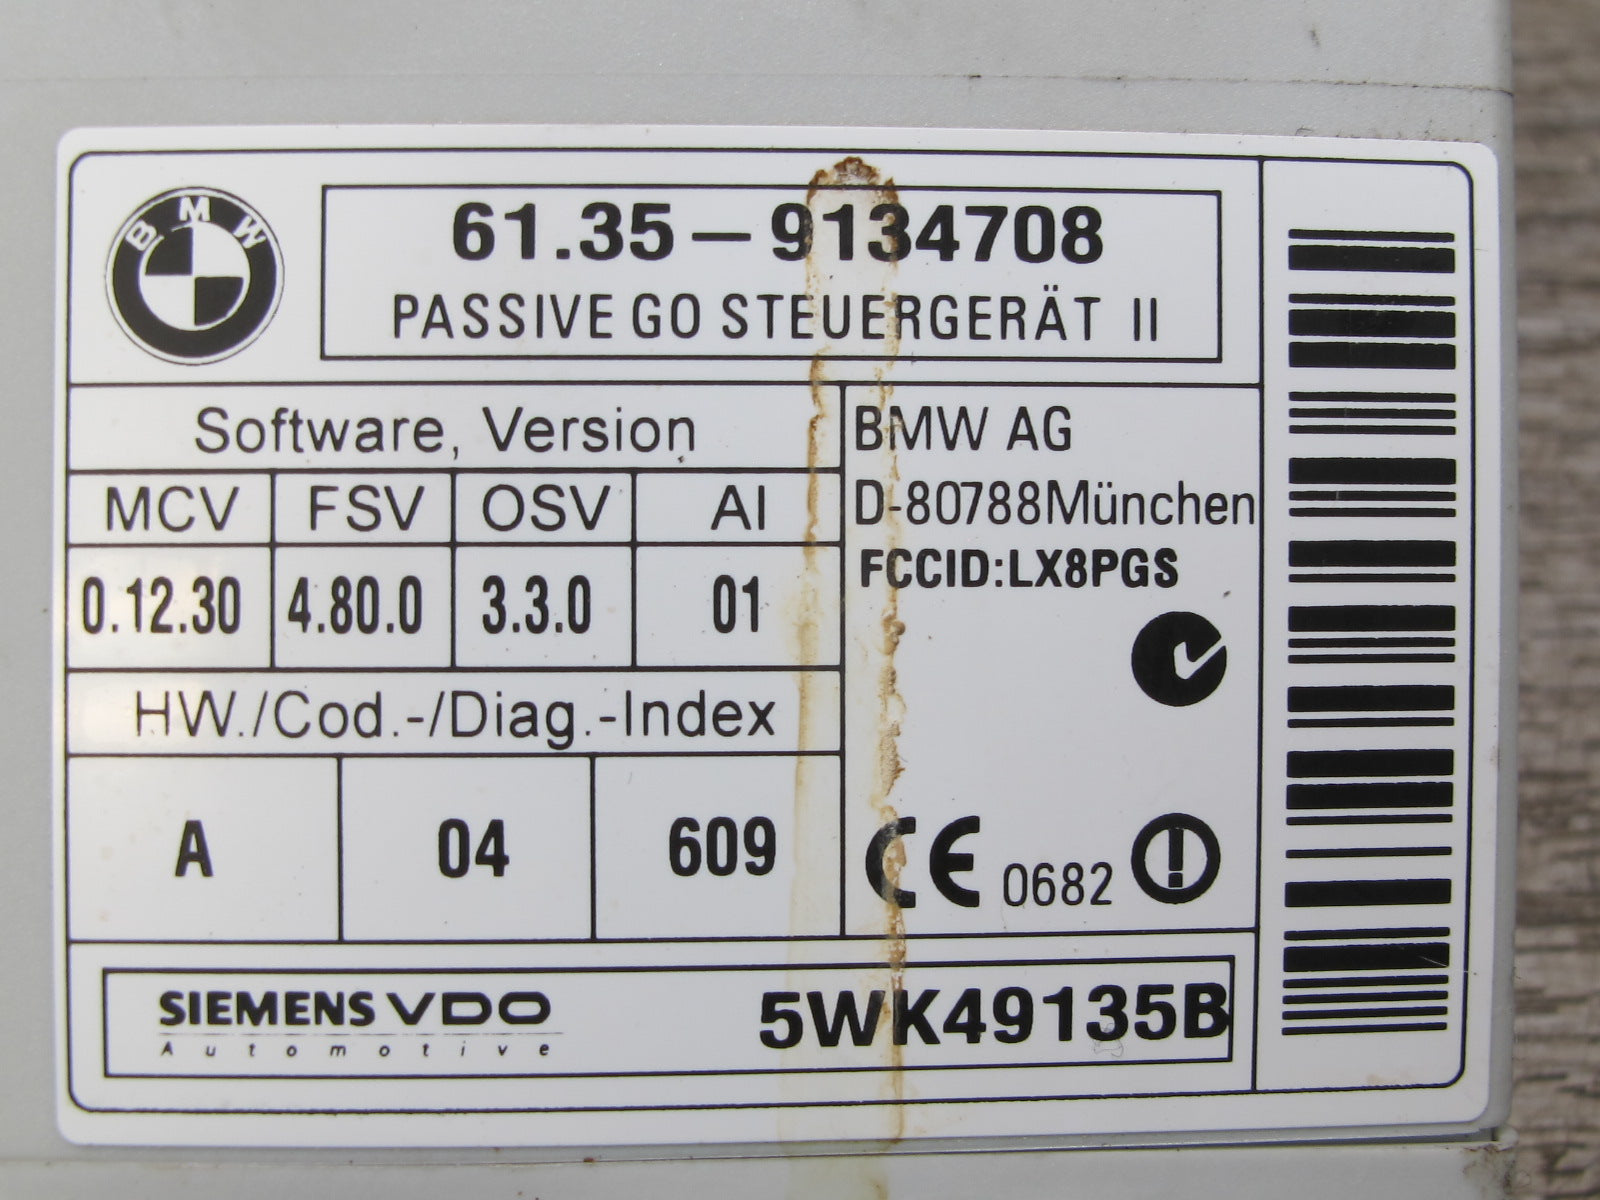 BMW
61.35-9134708
PASSIVE GO STEUERGERÄT II
Software, Version
MCV FSV OSV AI
0.12.30 4.80.0 3.3.0 01
HW./Cod.-/Diag.-Index
A 04 609
BMW AG
D-80788München
FCCID:LX8PGS
CE 0682
SIEMENS VDO
Automotive
5WK49135B